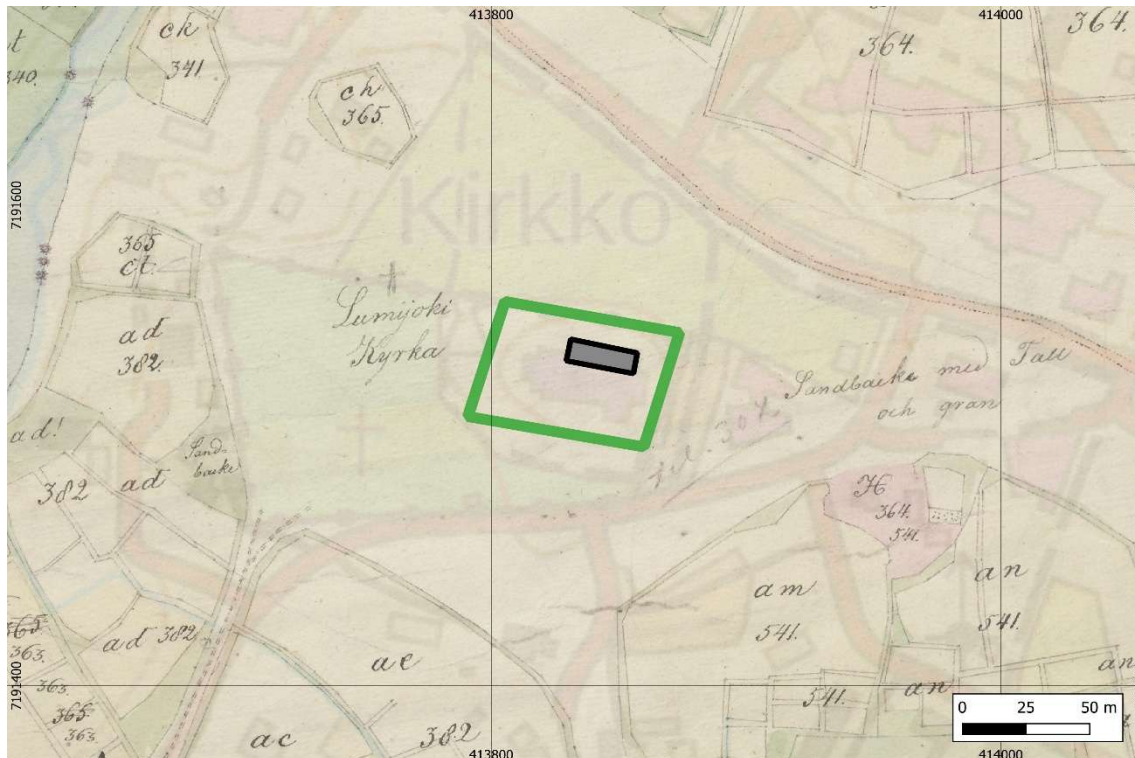 413800
414000
t
340.
ck
341
ch
365.
364.
364.
7191600
Kirkko
365
ct.
Lumijoki
Kyrka
ad
382.
Sandbacke med Tall
och gran
ad!
Sand-
backe
382
ad
H
364.
541.
am
541.
an
541.
ad 382
ae
365
363.
363.
365.
363.
7191400
541.
an
an
ac
382
413800
414000
0 25 50 m